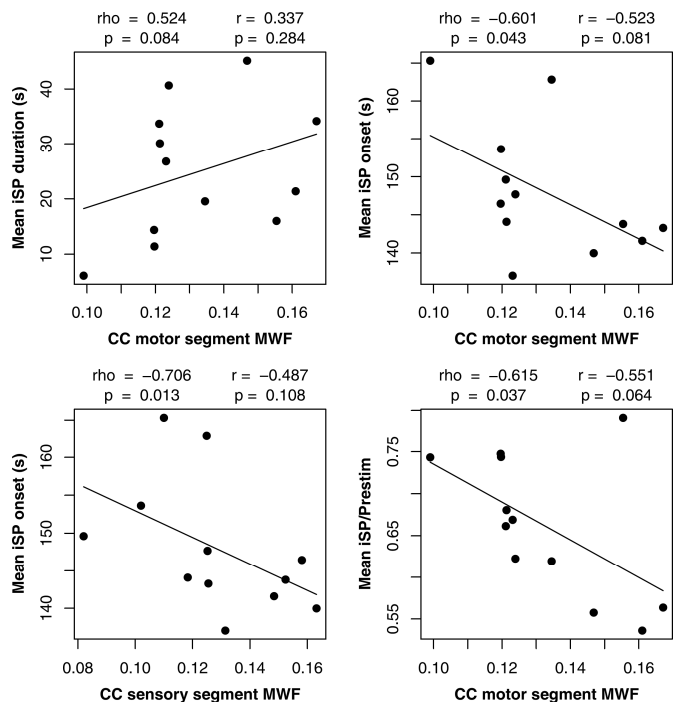 rho = 0.524 r = 0.337
p = 0.084 p = 0.284
Mean iSP duration (s)
40
30
20
10
0.10 0.12 0.14 0.16
CC motor segment MWF
rho = −0.601 r = −0.523
p = 0.043 p = 0.081
Mean iSP onset (s)
160
150
140
0.10 0.12 0.14 0.16
CC motor segment MWF
rho = −0.706 r = −0.487
p = 0.013 p = 0.108
Mean iSP onset (s)
160
150
140
0.08 0.10 0.12 0.14 0.16
CC sensory segment MWF
rho = −0.615 r = −0.551
p = 0.037 p = 0.064
Mean iSP/Prestim
0.75
0.65
0.55
0.10 0.12 0.14 0.16
CC motor segment MWF